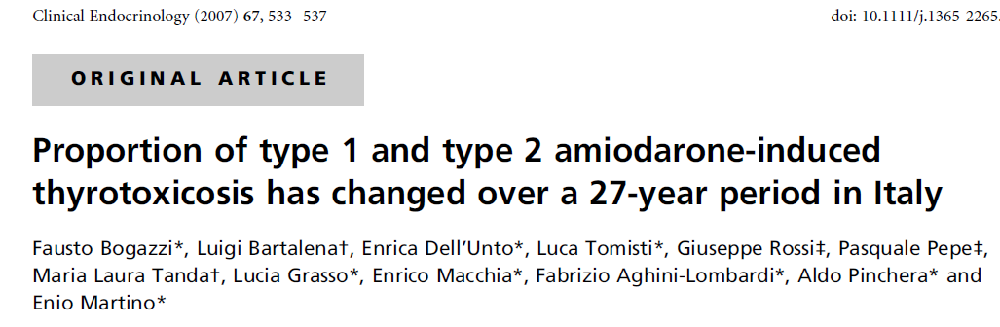 Clinical Endocrinology (2007) 67, 533–537
doi: 10.1111/j.1365-2265.
ORIGINAL ARTICLE
Proportion of type 1 and type 2 amiodarone-induced
thyrotoxicosis has changed over a 27-year period in Italy
Fausto Bogazzi*, Luigi Bartalena†, Enrica Dell’Unto*, Luca Tomisti*, Giuseppe Rossi‡, Pasquale Pepe‡,
Maria Laura Tanda†, Lucia Grasso*, Enrico Macchia*, Fabrizio Aghini-Lombardi*, Aldo Pinchera* and
Enio Martino*